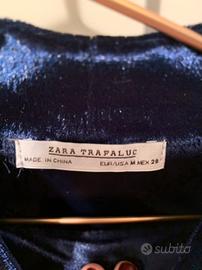 ZARA TRAFALUC
MADE IN CHINA
EUR/USA M MEX 28
subito